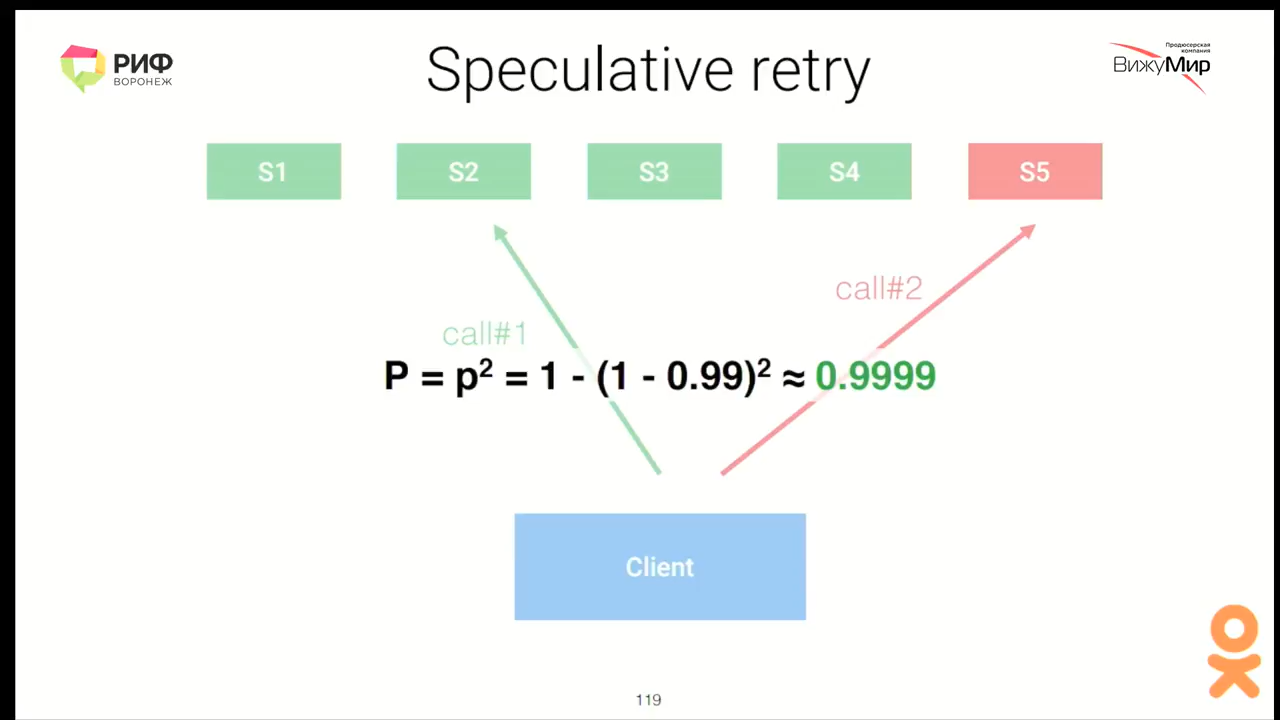 РИФ
ВОРОНЕЖ
Speculative retry
Продюсерская
компания
ВижуМир
S1
S2
S3
S4
S5
call#2
call#1
P = p² = 1 - (1 - 0.99)² ≈ 0.9999
Client
119